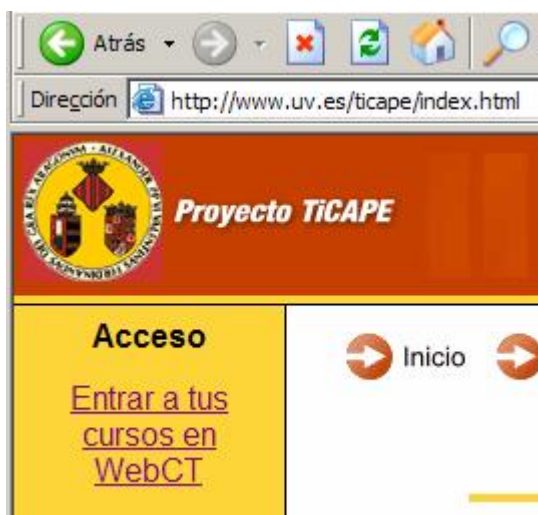 Atrás
Dirección http://www.uv.es/ticape/index.html
Proyecto TiCAPE
Acceso
Inicio
Entrar a tus
cursos en
WebCT